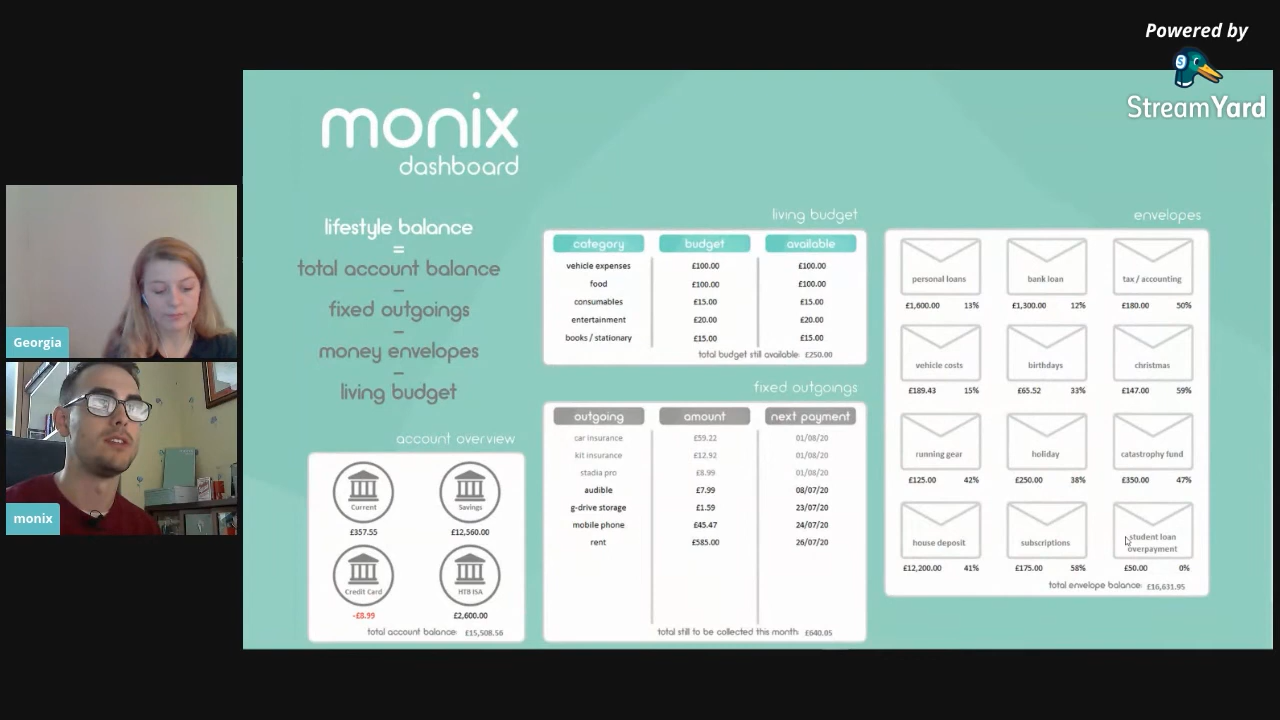 Powered by
StreamYard
monix
dashboard
lifestyle balance
=
total account balance
–
fixed outgoings
–
money envelopes
–
living budget
account overview
Current
Savings
£357.55
£12,560.00
Credit Card
HTB ISA
-£8.99
£2,600.00
total account balance: £15,508.56
living budget
category budget available
vehicle expenses £100.00 £100.00
food £100.00 £100.00
consumables £15.00 £15.00
entertainment £20.00 £20.00
books / stationary £15.00 £15.00
total budget still available: £250.00
fixed outgoings
outgoing amount next payment
car insurance £59.22 01/08/20
kit insurance £12.92 01/08/20
stadia pro £8.99 01/08/20
audible £7.99 08/07/20
g-drive storage £1.59 23/07/20
mobile phone £45.47 24/07/20
rent £585.00 26/07/20
total still to be collected this month: £640.05
envelopes
personal loans bank loan tax / accounting
£1,600.00 13% £1,300.00 12% £180.00 50%
vehicle costs birthdays christmas
£189.43 15% £65.52 33% £147.00 59%
running gear holiday catastrophy fund
£125.00 42% £250.00 38% £350.00 47%
house deposit subscriptions student loan
overpayment
£12,200.00 41% £175.00 58% £50.00 0%
total envelope balance: £16,631.95
Georgia
monix